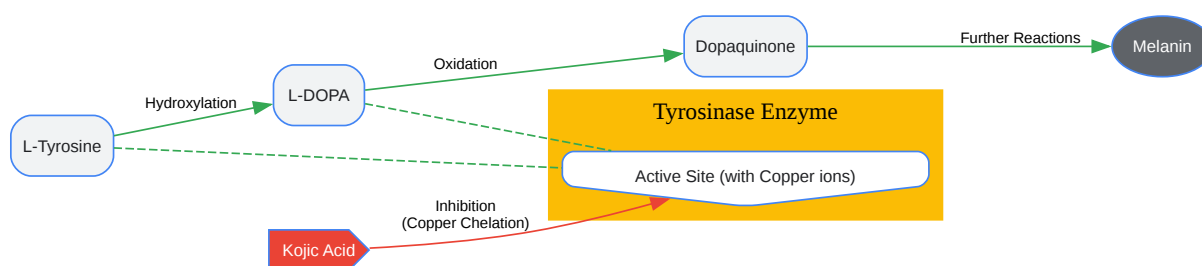 Dopaquinone
Further Reactions
Melanin
Oxidation
L-DOPA
Hydroxylation
L-Tyrosine
Tyrosinase Enzyme
Active Site (with Copper ions)
Inhibition
(Copper Chelation)
Kojic Acid